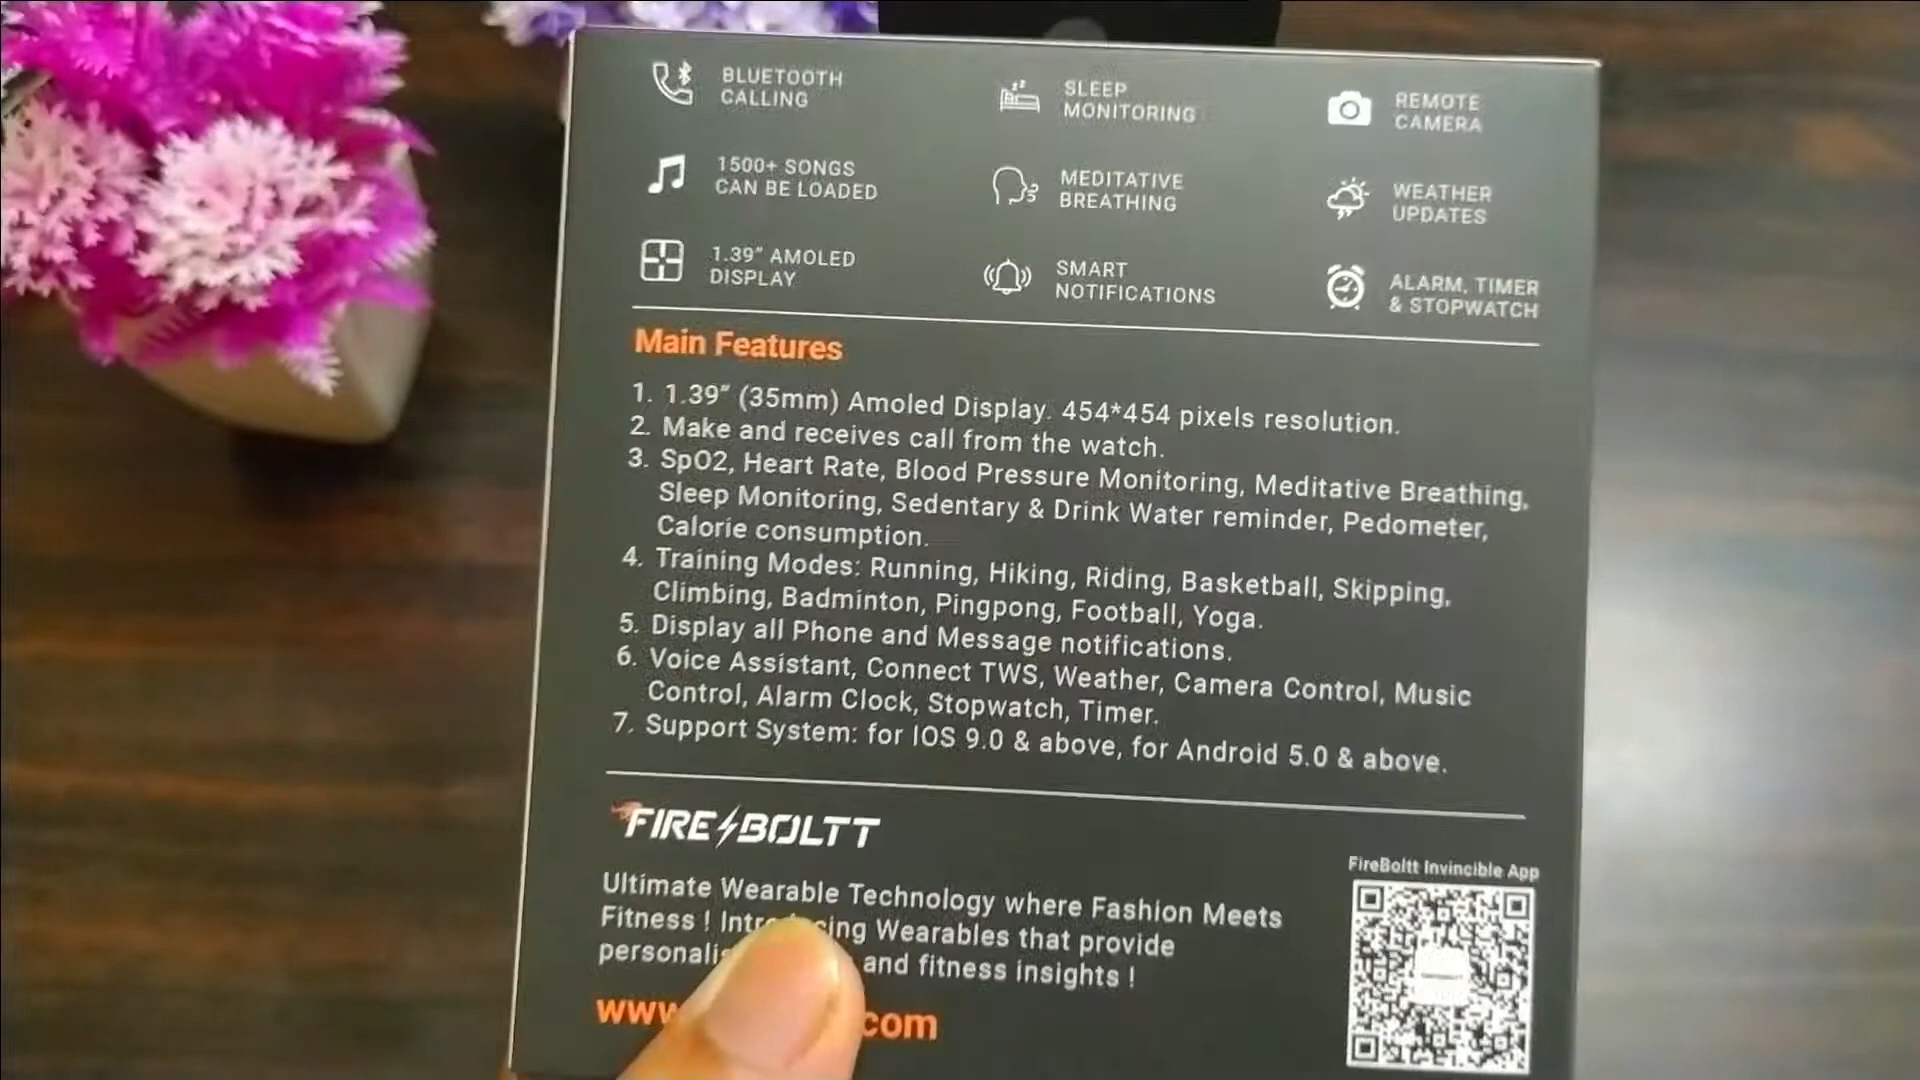 BLUETOOTH
CALLING
SLEEP
MONITORING
REMOTE
CAMERA
1500+ SONGS
CAN BE LOADED
MEDITATIVE
BREATHING
WEATHER
UPDATES
1.39” AMOLED
DISPLAY
SMART
NOTIFICATIONS
ALARM, TIMER
& STOPWATCH
Main Features
1. 1.39” (35mm) Amoled Display. 454*454 pixels resolution.
2. Make and receives call from the watch.
3. SpO2, Heart Rate, Blood Pressure Monitoring, Meditative Breathing,
Sleep Monitoring, Sedentary & Drink Water reminder, Pedometer,
Calorie consumption.
4. Training Modes: Running, Hiking, Riding, Basketball, Skipping,
Climbing, Badminton, Pingpong, Football, Yoga.
5. Display all Phone and Message notifications.
6. Voice Assistant, Connect TWS, Weather, Camera Control, Music
Control, Alarm Clock, Stopwatch, Timer.
7. Support System: for IOS 9.0 & above, for Android 5.0 & above.
FIRE BOLTT
FireBoltt Invincible App
Ultimate Wearable Technology where Fashion Meets
Fitness ! Wearables that provide
and fitness insights !
www com